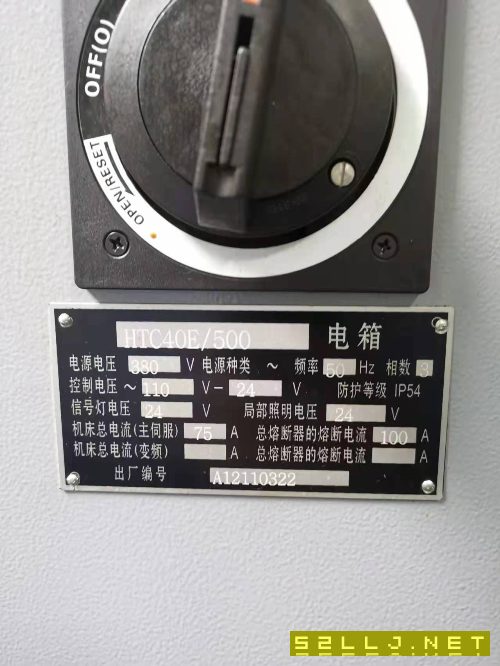 OFF(O)
OPEN/RESET
HTC40E/500 电箱
电源电压 380 V 电源种类 ~ 频率 50 Hz 相数 3
控制电压~ 110 V— 24 V 防护等级 IP54
信号灯电压 24 V 局部照明电压 24 V
机床总电流(主伺服) 75 A 总熔断器的熔断电流 100 A
机床总电流(变频) A 总熔断器的熔断电流 A
出厂编号 A12110322
52LLJ.NET